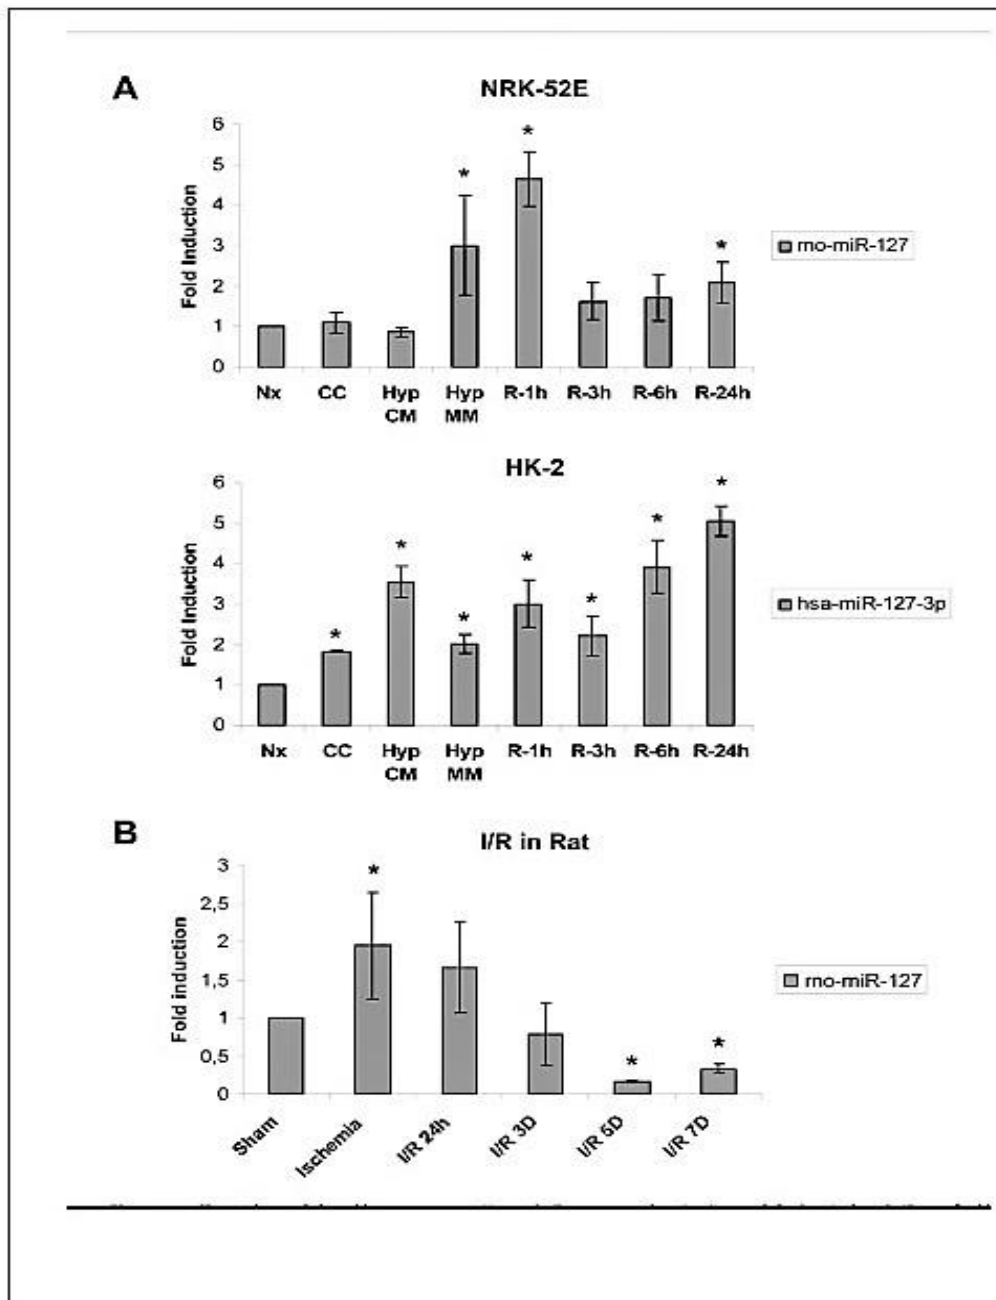 A
NRK-52E
6
5
4
3
2
1
0
Fold Induction
*
*
*
Nx CC Hyp CM Hyp MM R-1h R-3h R-6h R-24h
rno-miR-127
HK-2
6
5
4
3
2
1
0
Fold Induction
*
*
*
*
*
*
*
Nx CC Hyp CM Hyp MM R-1h R-3h R-6h R-24h
hsa-miR-127-3p
B
I/R in Rat
3
2,5
2
1,5
1
0,5
0
Fold induction
*
*
*
Sham Ischemia I/R 24h I/R 3D I/R 5D I/R 7D
rno-miR-127